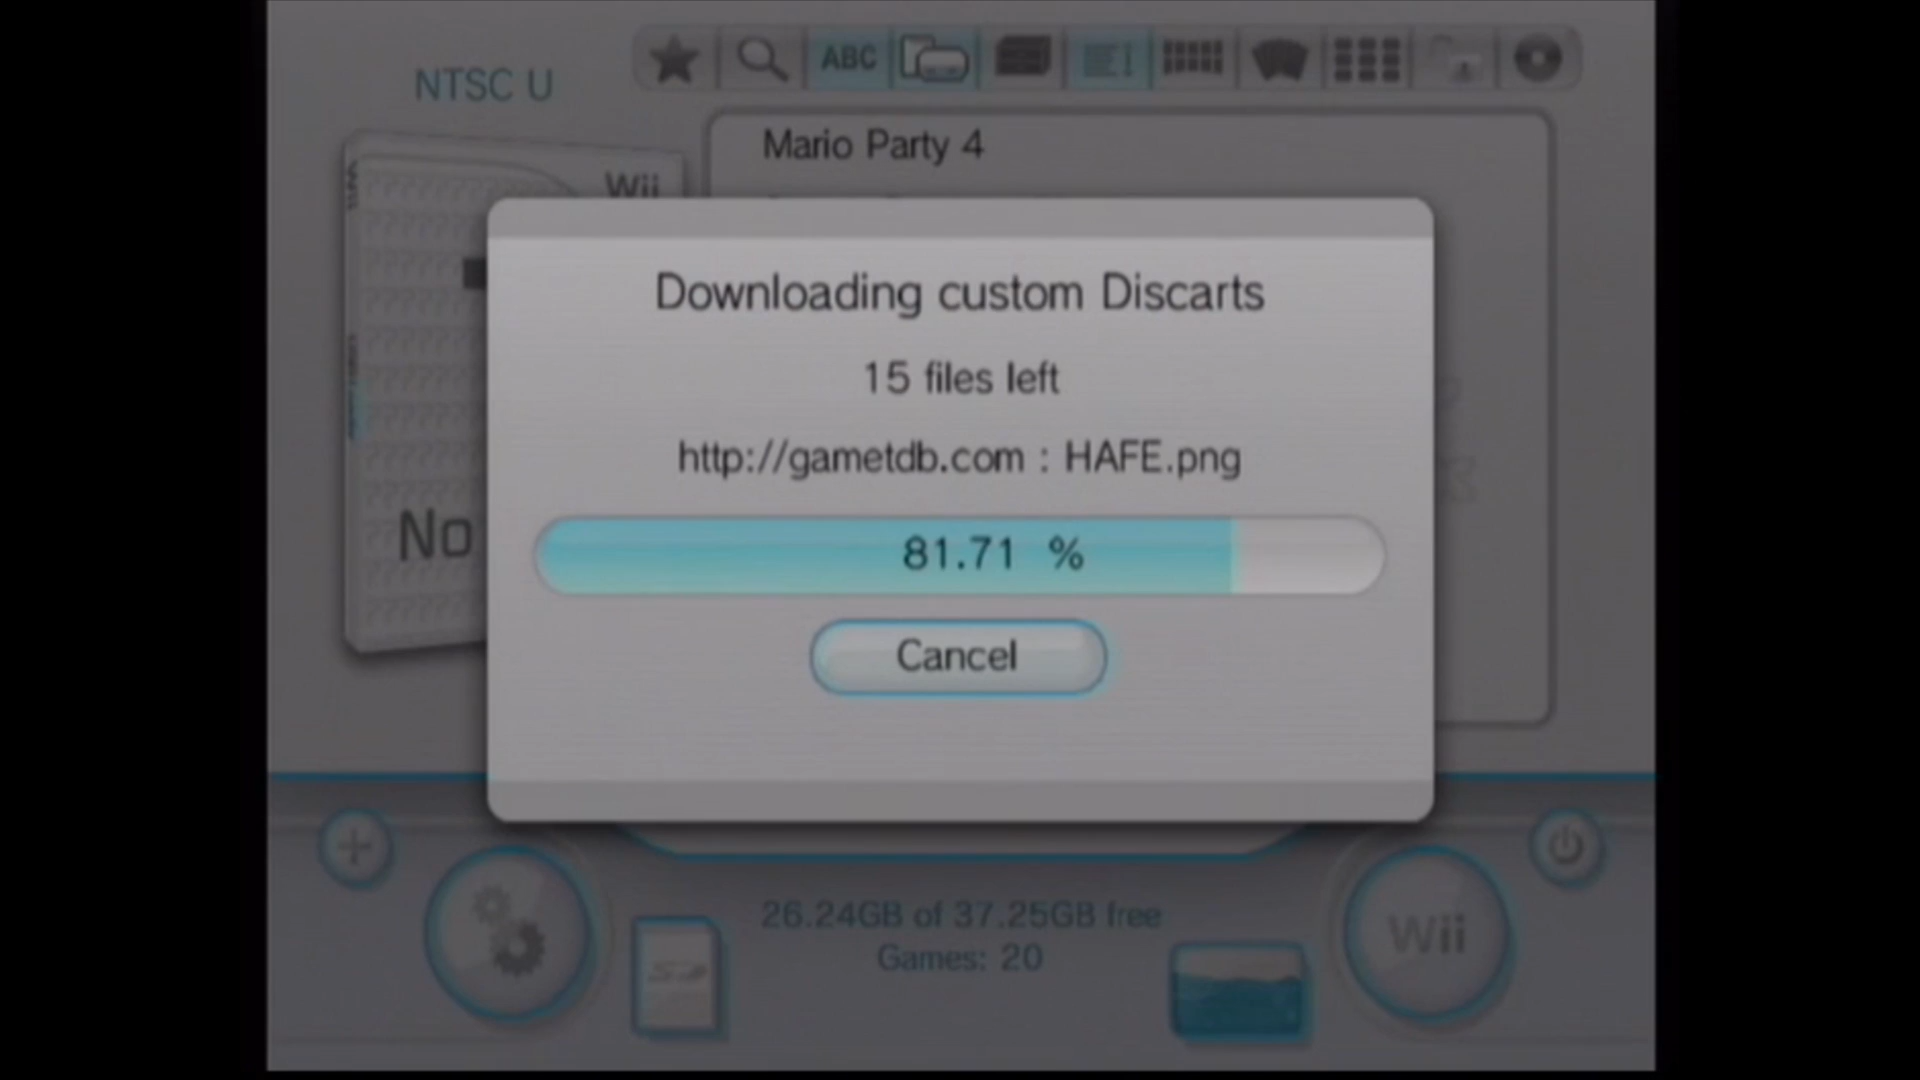 NTSC U
ABC
Mario Party 4
Wii
Downloading custom Discarts
15 files left
http://gametdb.com : HAFE.png
81.71 %
No
Cancel
26.24GB of 37.25GB free
Games: 20
Wii